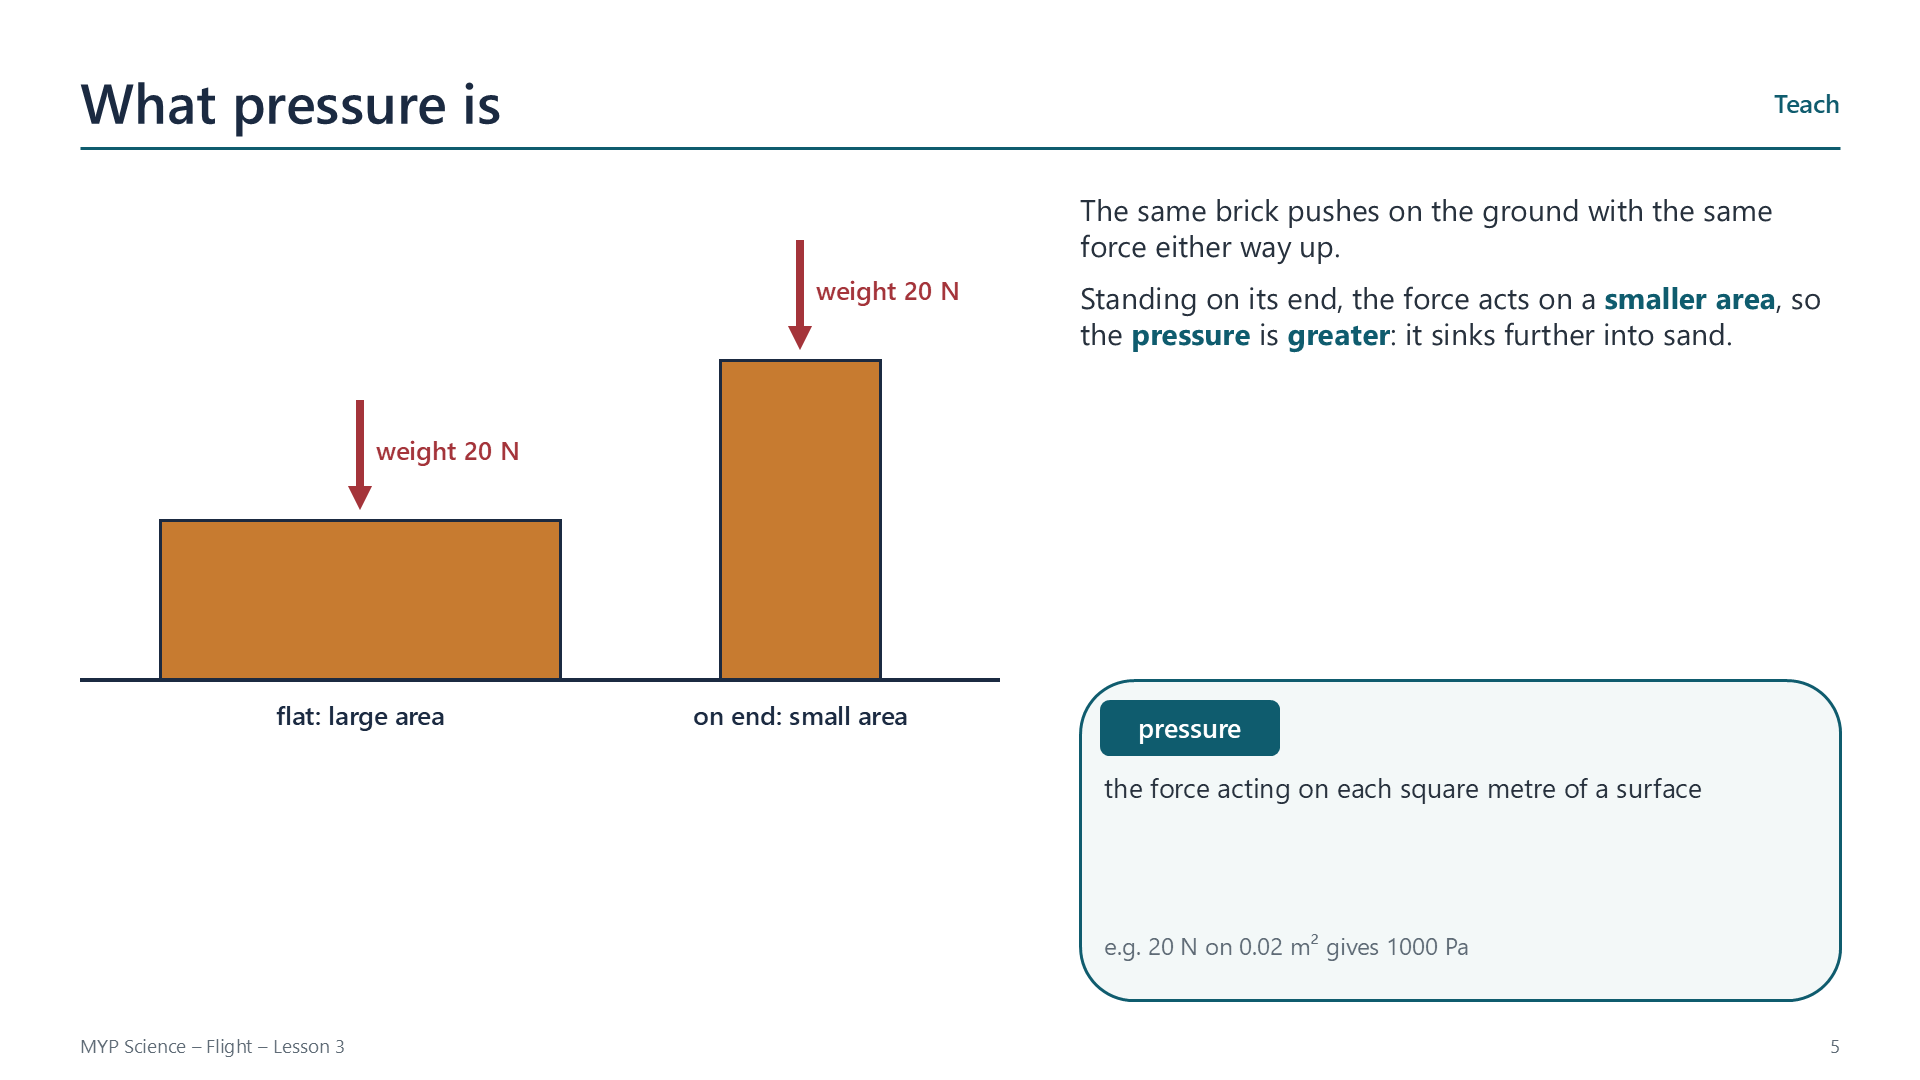 What pressure is
Teach
weight 20 N
weight 20 N
flat: large area
on end: small area
The same brick pushes on the ground with the same
force either way up.
Standing on its end, the force acts on a smaller area, so
the pressure is greater: it sinks further into sand.
pressure
the force acting on each square metre of a surface
e.g. 20 N on 0.02 m² gives 1000 Pa
MYP Science – Flight – Lesson 3
5